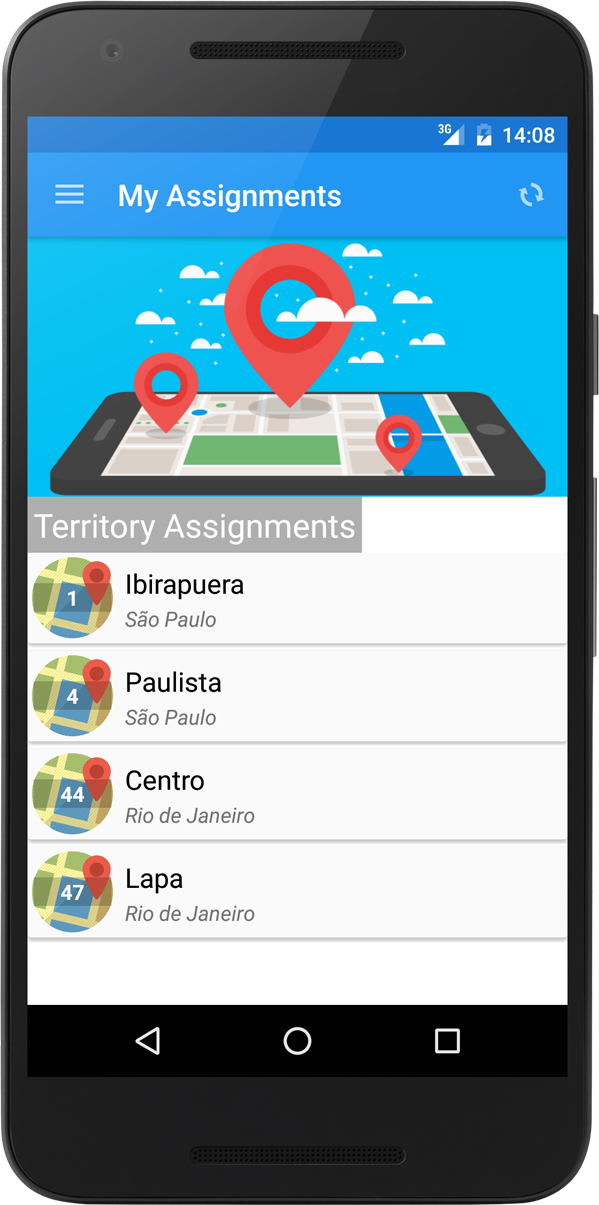 3G 14:08
My Assignments
Territory Assignments
1
Ibirapuera
São Paulo
4
Paulista
São Paulo
44
Centro
Rio de Janeiro
47
Lapa
Rio de Janeiro